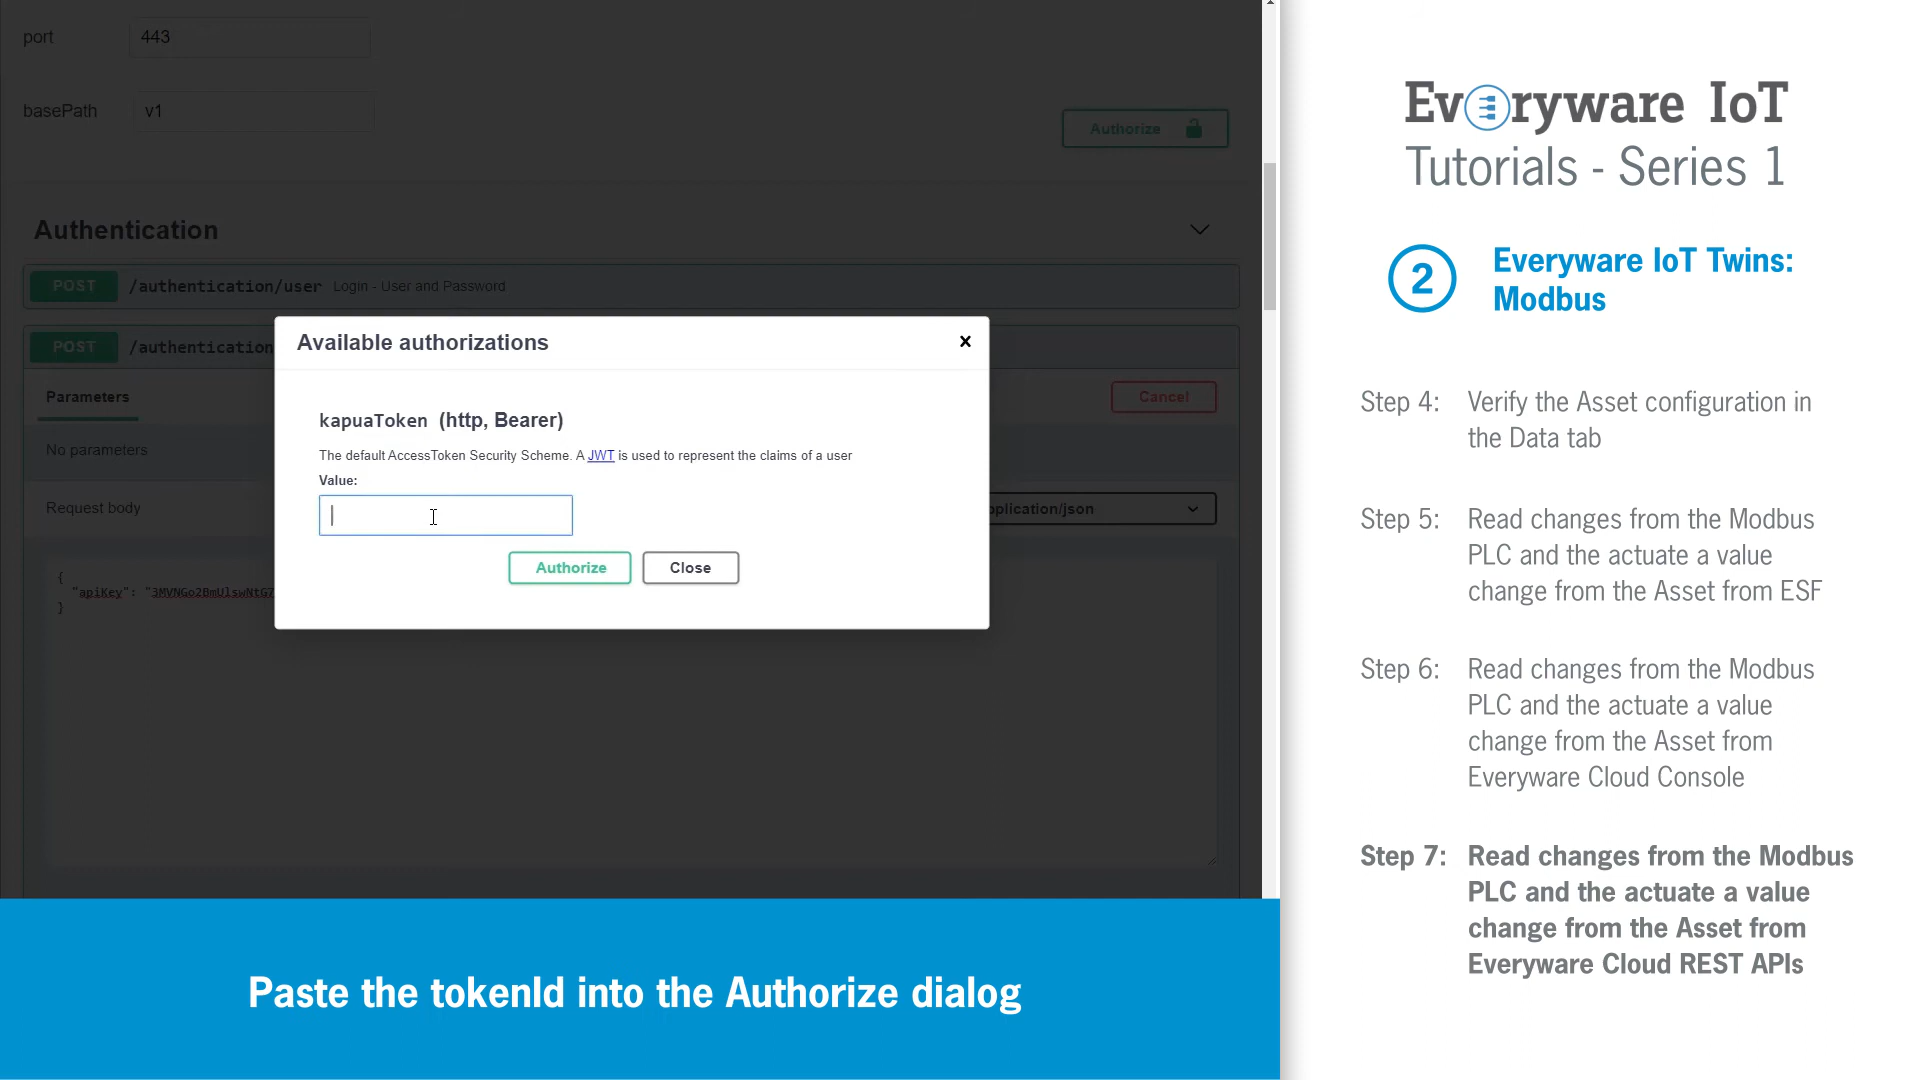 port
443
basePath
v1
Authorize
Authentication
POST /authentication/user Login - User and Password
POST /authentication
Parameters
Cancel
No parameters
Request body
plication/json
{
"apiKey": "3MVNGo2BmUlswNtG7
}
Available authorizations
×
kapuaToken (http, Bearer)
The default AccessToken Security Scheme. A JWT is used to represent the claims of a user
Value:
Authorize
Close
Paste the tokenId into the Authorize dialog
Everyware IoT
Tutorials - Series 1
2
Everyware IoT Twins:
Modbus
Step 4: Verify the Asset configuration in
the Data tab
Step 5: Read changes from the Modbus
PLC and the actuate a value
change from the Asset from ESF
Step 6: Read changes from the Modbus
PLC and the actuate a value
change from the Asset from
Everyware Cloud Console
Step 7: Read changes from the Modbus
PLC and the actuate a value
change from the Asset from
Everyware Cloud REST APIs